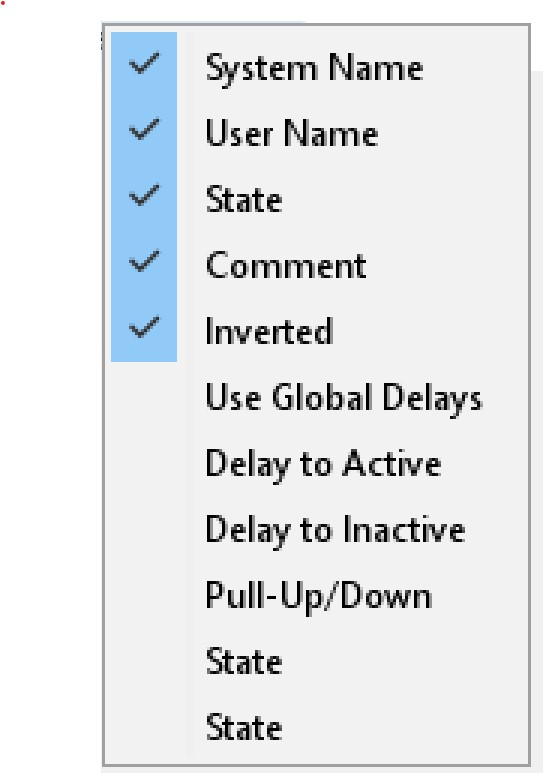 System Name
User Name
State
Comment
Inverted
Use Global Delays
Delay to Active
Delay to Inactive
Pull-Up/Down
State
State